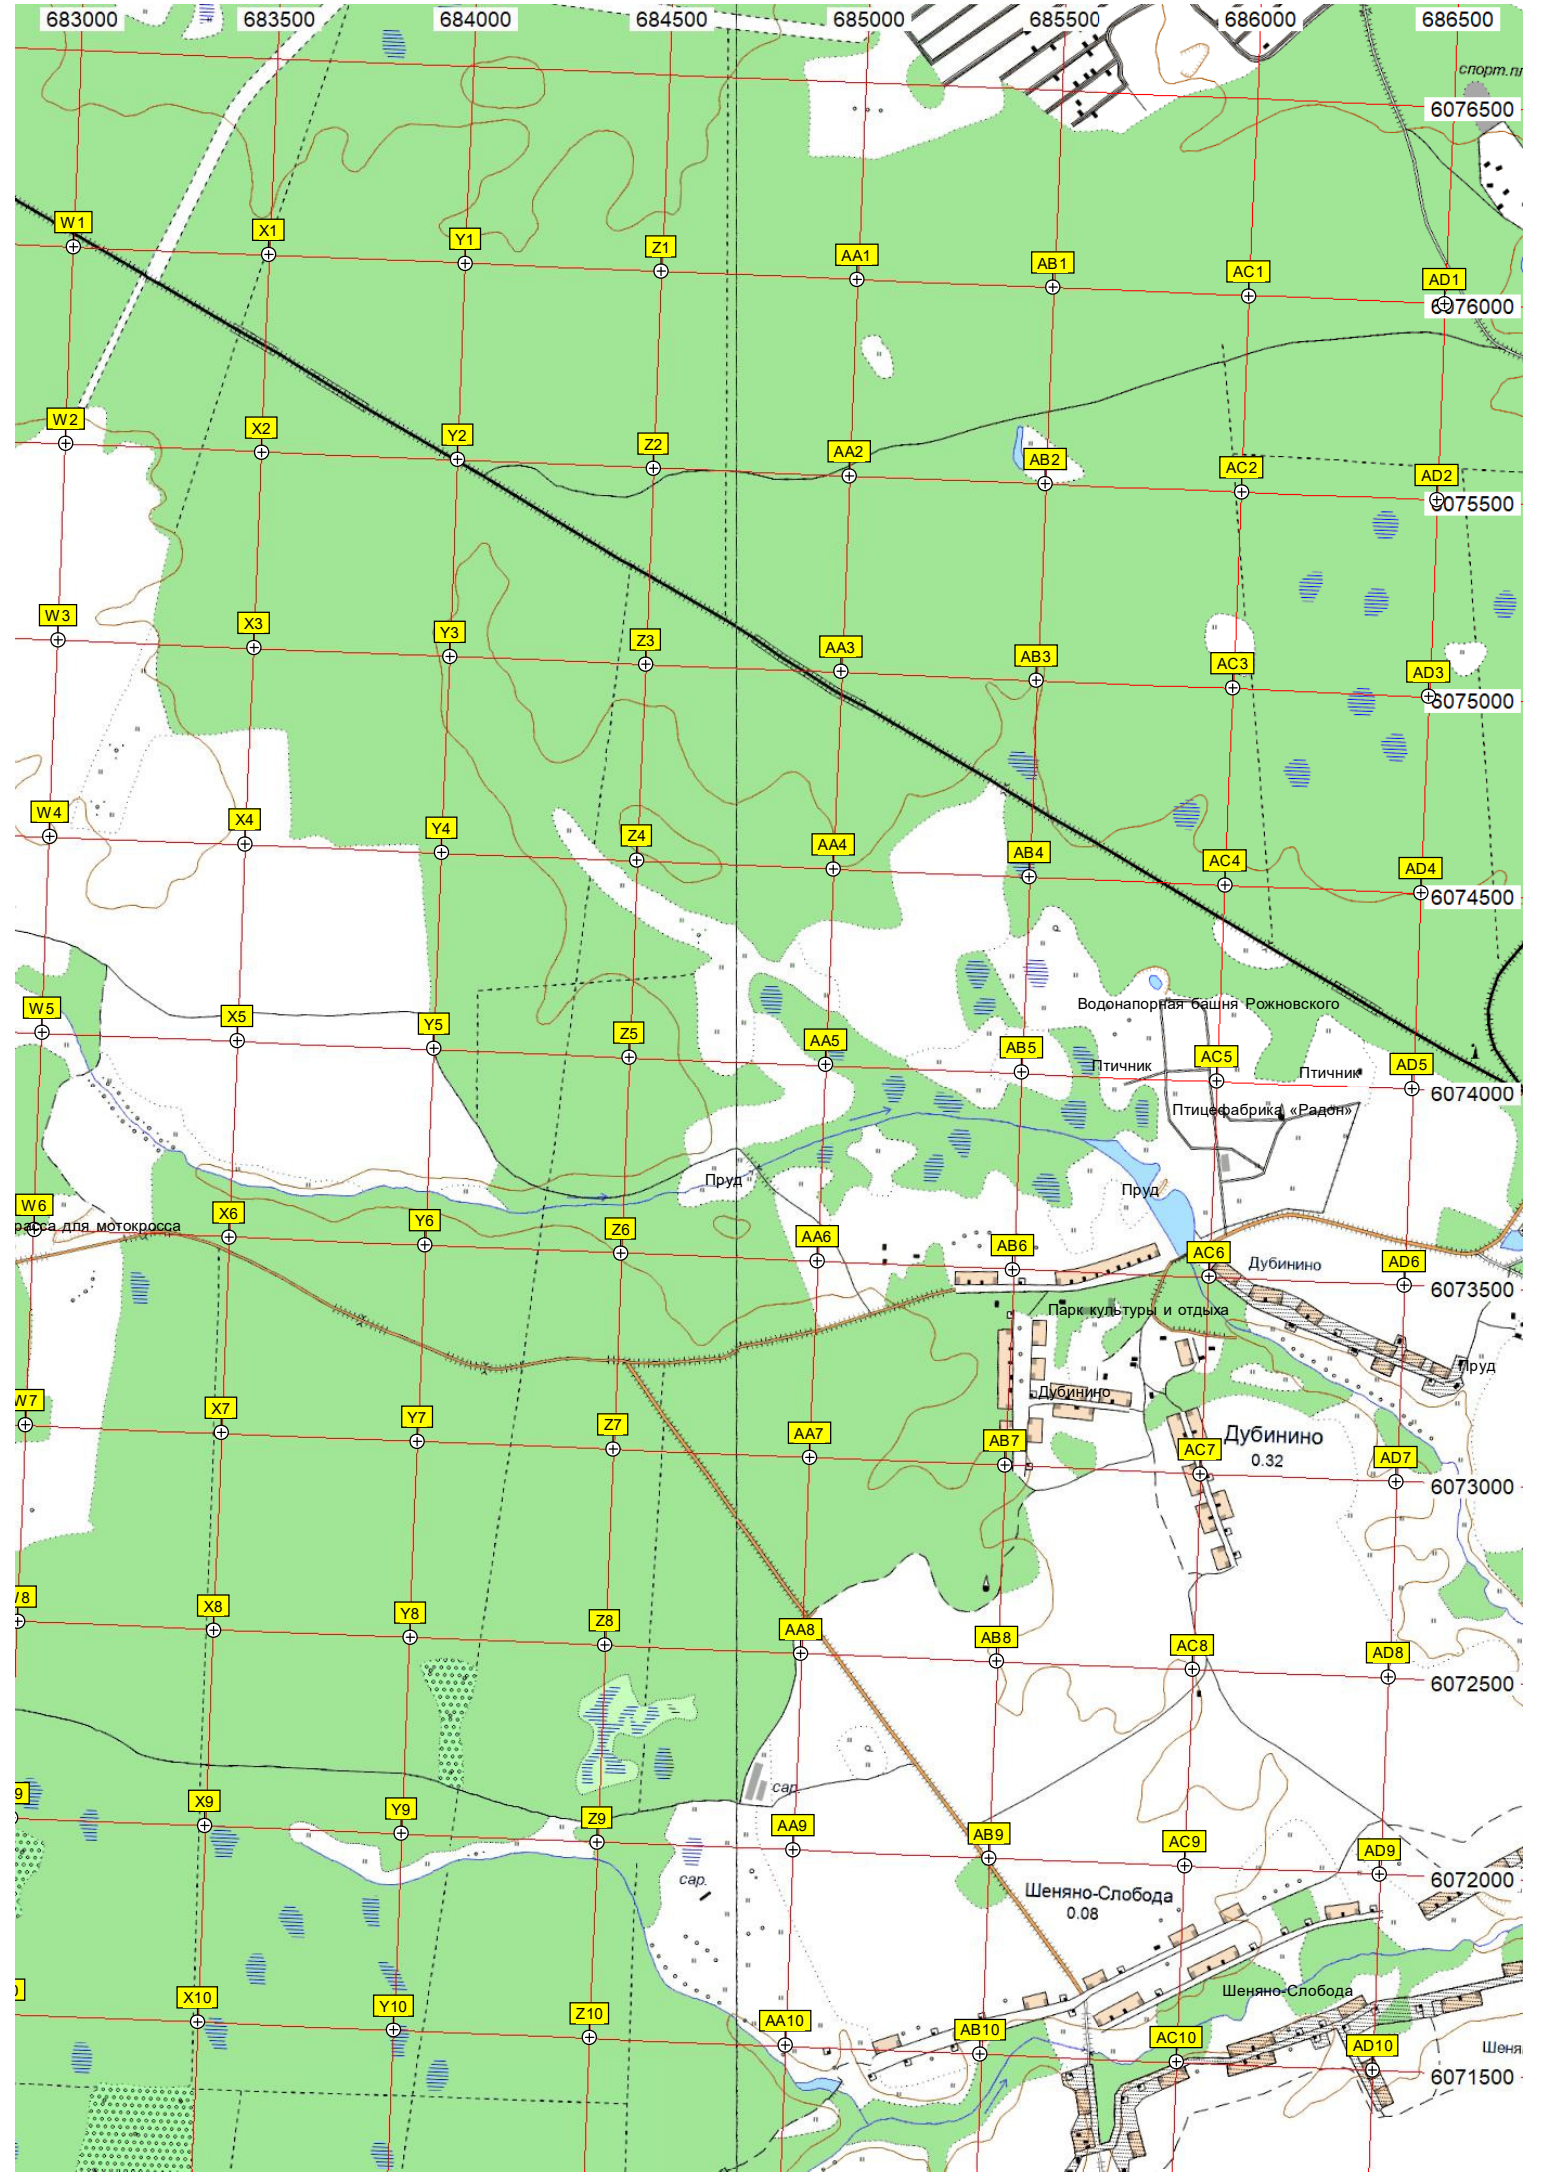 683000 683500 684000 684500 685000 685500 686000 686500
спорт.пл
6076500
W1 X1 Y1 Z1 AA1 AB1 AC1 AD1
6076000
W2 X2 Y2 Z2 AA2 AB2 AC2 AD2
6075500
W3 X3 Y3 Z3 AA3 AB3 AC3 AD3
6075000
W4 X4 Y4 Z4 AA4 AB4 AC4 AD4
6074500
Водонапорная башня Рожновского
W5 X5 Y5 Z5 AA5 AB5 AC5 AD5
Птичник
Птичник
6074000
Птицефабрика «Радон»
Пруд
Пруд
W6 X6 Y6 Z6 AA6 AB6 AC6 AD6
расса для мотокросса
Дубинино
6073500
Парк культуры и отдыха
Пруд
Дубинино
W7 X7 Y7 Z7 AA7 AB7 AC7 AD7
Дубинино
0.32
6073000
8 X8 Y8 Z8 AA8 AB8 AC8 AD8
6072500
сар.
9 X9 Y9 Z9 AA9 AB9 AC9 AD9
сар.
6072000
Шеняно-Слобода
0.08
Шеняно-Слобода
X10 Y10 Z10 AA10 AB10 AC10 AD10
Шеня
6071500